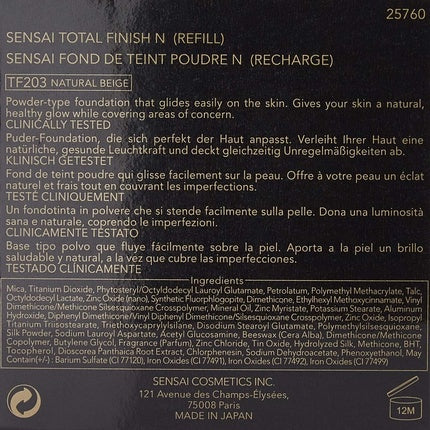 25760
SENSAI TOTAL FINISH N (REFILL)
SENSAI FOND DE TEINT POUDRE N (RECHARGE)
TF203 NATURAL BEIGE
Powder-type foundation that glides easily on the skin. Gives your skin a natural,
healthy glow while covering areas of concern.
CLINICALLY TESTED
Puder-Foundation, die sich perfekt der Haut anpasst. Verleiht Ihrer Haut eine
natürliche, gesunde Leuchtkraft und deckt gleichzeitig Unregelmäßigkeiten ab.
KLINISCH GETESTET
Fond de teint poudre qui glisse facilement sur la peau. Offre à votre peau un éclat
naturel et frais tout en couvrant les imperfections.
TESTÉ CLINIQUEMENT
Un fondotinta in polvere che si stende facilmente sulla pelle. Dona una luminosità
sana e naturale, coprendo le imperfezioni.
CLINICAMENTE TESTATO
Base tipo polvo que fluye fácilmente sobre la piel. Aporta a la piel un brillo
saludable y natural, a la vez que cubre las imperfecciones.
TESTADO CLÍNICAMENTE
Ingredients
Mica, Titanium Dioxide, Phytosteryl/Octyldodecyl Lauroyl Glutamate, Petrolatum, Polymethyl Methacrylate, Talc,
Octyldodecyl Lactate, Zinc Oxide (nano), Synthetic Fluorphlogopite, Dimethicone, Ethylhexyl Methoxycinnamate, Vinyl
Dimethicone/Methicone Silsesquioxane Crosspolymer, Mineral Oil, Zinc Myristate, Potassium Stearate, Aluminum
Hydroxide, Diphenyl Dimethicone/Vinyl Diphenyl Dimethicone/Silsesquioxane Crosspolymer, Zinc Oxide, Isopropyl
Titanium Triisostearate, Triethoxycaprylylsilane, Disodium Stearoyl Glutamate, Polymethylsilsesquioxane,
Silk Powder, Sodium Lauroyl Aspartate, Acetyl Glucosamine, Beeswax (Cera Alba) Dimethicone/Methicone
Copolymer, Butylene Glycol, Fragrance (Parfum), Zinc Chloride, Tin Oxide, Hydrolyzed Silk, Methicone, BHT,
Tocopherol, Dioscorea Panthaica Root Extract, Chlorphenesin, Sodium Dehydroacetate, Phenoxyethanol, May
Contain(+/-): Barium Sulfate (CI 77120), Iron Oxides (CI 77491), Iron Oxides (CI 77492), Iron Oxides (CI 77499)
SENSAI COSMETICS INC.
121 Avenue des Champs-Elysées,
75008 Paris
MADE IN JAPAN
12M